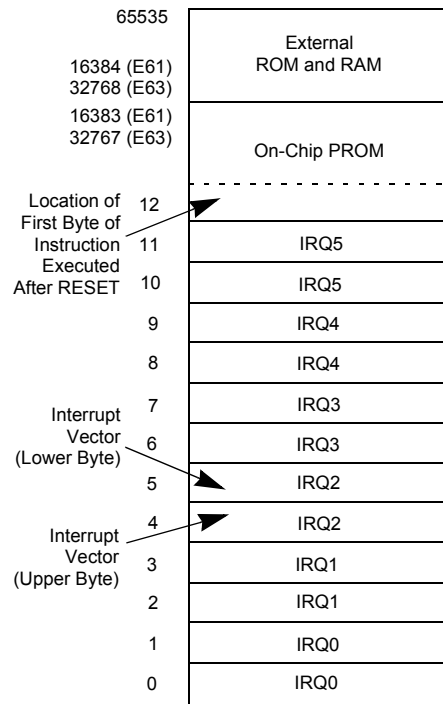 65535
External
ROM and RAM
16384 (E61)
32768 (E63)
16383 (E61)
32767 (E63)
On-Chip PROM
Location of
First Byte of
Instruction
Executed
After RESET
12
11
IRQ5
10
IRQ5
9
IRQ4
8
IRQ4
7
IRQ3
Interrupt
Vector
(Lower Byte)
6
IRQ3
5
IRQ2
4
IRQ2
Interrupt
Vector
(Upper Byte)
3
IRQ1
2
IRQ1
1
IRQ0
0
IRQ0